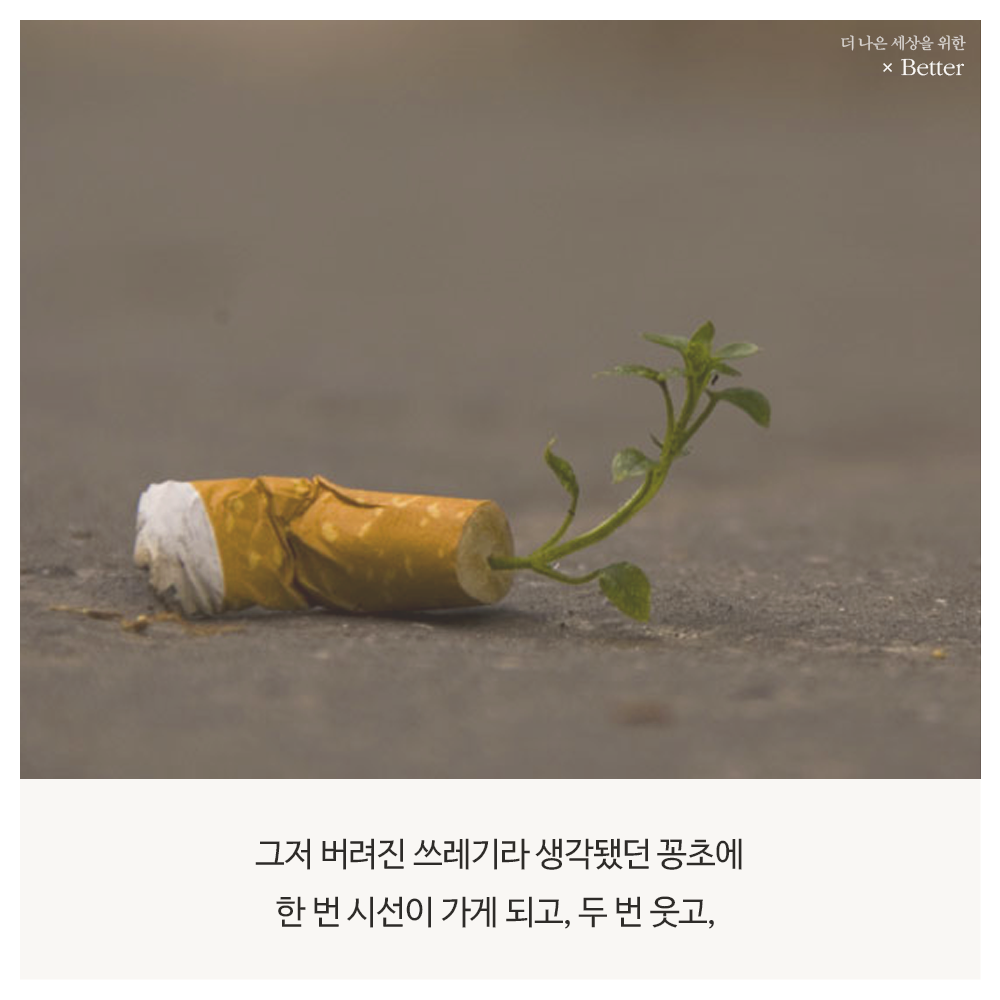 더 나은 세상을 위한
× Better
그저 버려진 쓰레기라 생각됐던 꽁초에
한 번 시선이 가게 되고, 두 번 웃고,